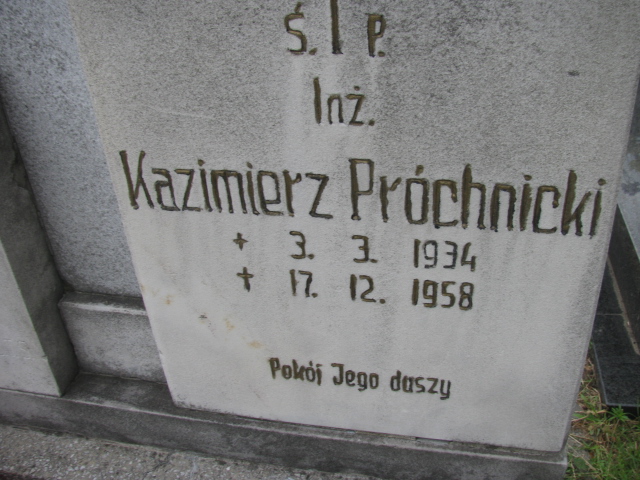 Ś. P.
Inż.
Kazimierz Próchnicki
+ 3. 3. 1934
† 17. 12. 1958
Pokój Jego duszy